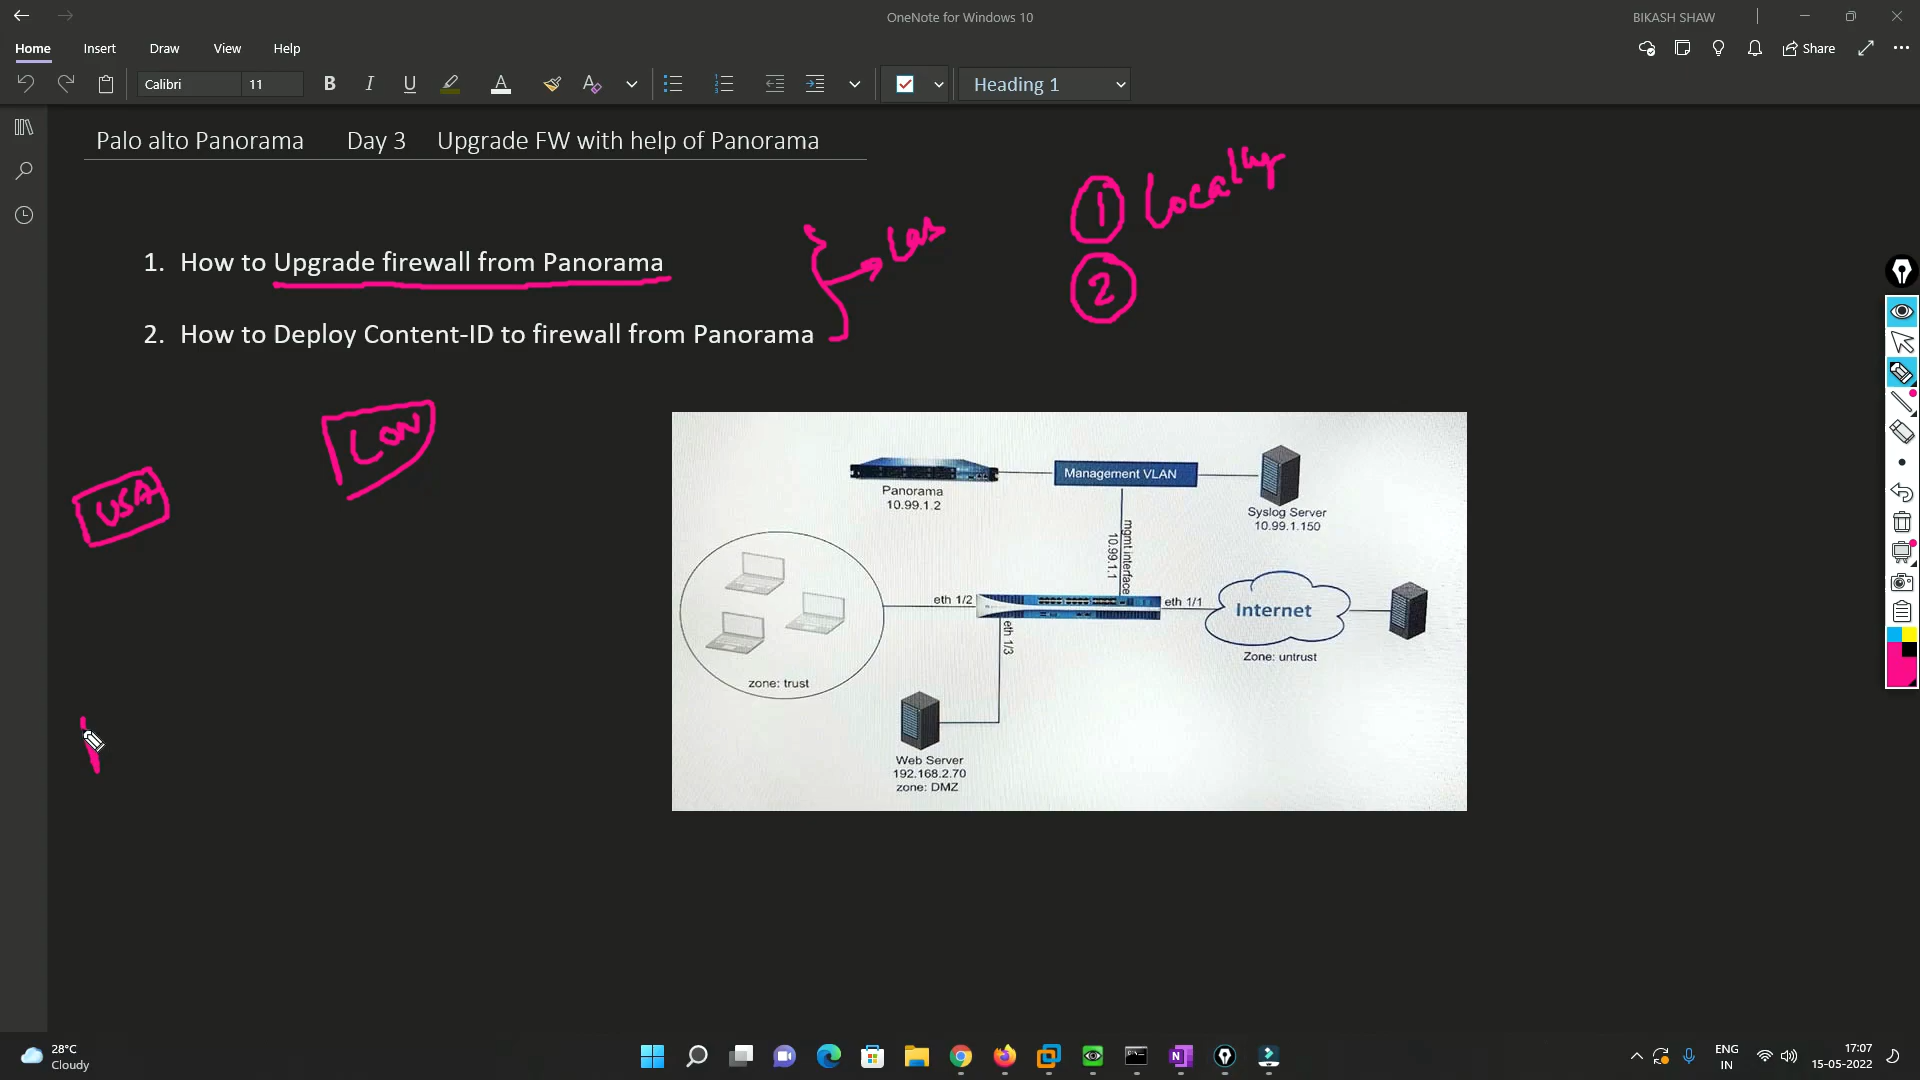 OneNote for Windows 10
BIKASH SHAW
Home Insert Draw View Help
Share
Calibri 11 B I U A A Heading 1
Palo alto Panorama Day 3 Upgrade FW with help of Panorama
1 Locally
2
1. How to Upgrade firewall from Panorama
2. How to Deploy Content-ID to firewall from Panorama
LON
USA
Panorama
10.99.1.2
Management VLAN
Syslog Server
10.99.1.150
mgmt interface
10.99.1.1
eth 1/2
eth 1/1
eth 1/3
Internet
Zone: untrust
zone: trust
Web Server
192.168.2.70
zone: DMZ
28°C
Cloudy
ENG
IN
17:07
15-05-2022